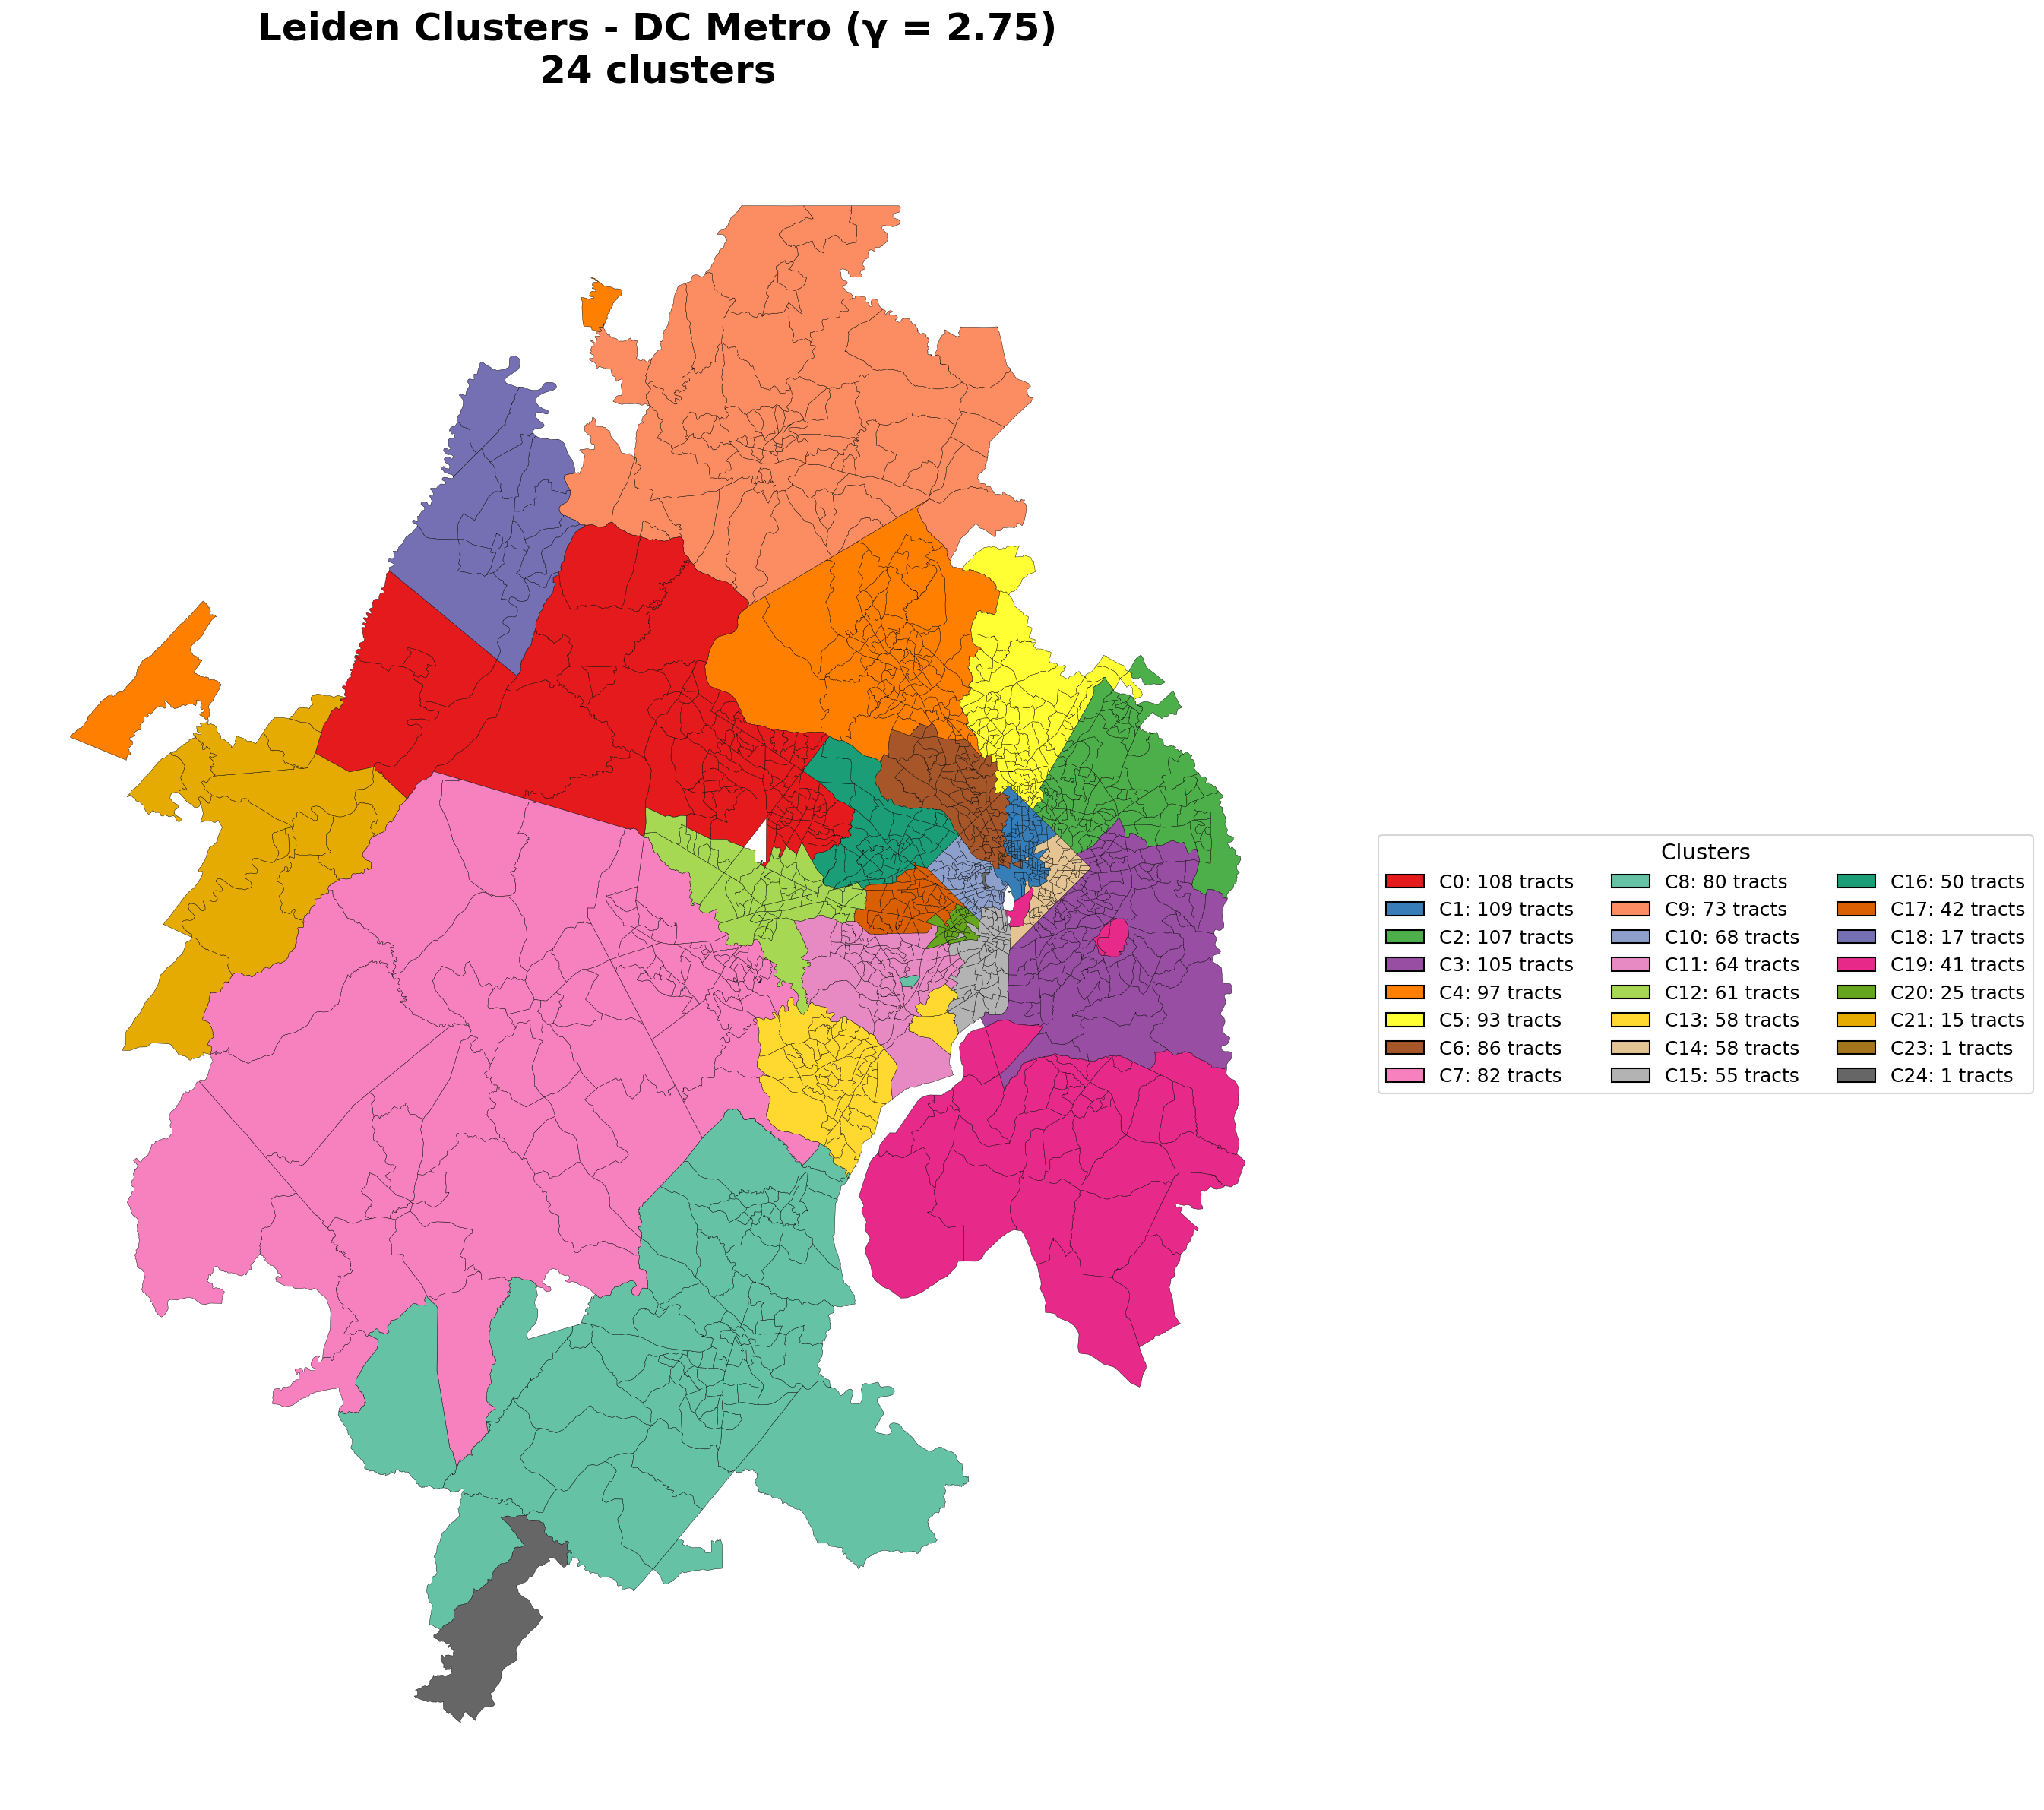 Leiden Clusters - DC Metro (γ = 2.75)
24 clusters
Clusters
C0: 108 tracts
C1: 109 tracts
C2: 107 tracts
C3: 105 tracts
C4: 97 tracts
C5: 93 tracts
C6: 86 tracts
C7: 82 tracts
C8: 80 tracts
C9: 73 tracts
C10: 68 tracts
C11: 64 tracts
C12: 61 tracts
C13: 58 tracts
C14: 58 tracts
C15: 55 tracts
C16: 50 tracts
C17: 42 tracts
C18: 17 tracts
C19: 41 tracts
C20: 25 tracts
C21: 15 tracts
C23: 1 tracts
C24: 1 tracts